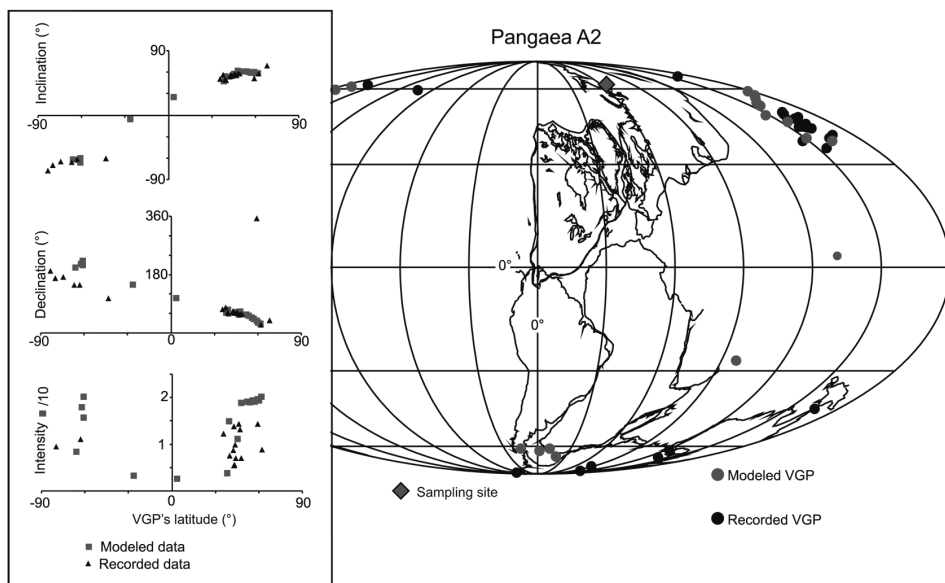 Pangaea A2
Inclination (°)
90
-90
90
-90
Declination (°)
360
180
-90
0
90
Intensity /10
2
1
-90
0
90
VGP's latitude (°)
Modeled data
Recorded data
0°
0°
Sampling site
Modeled VGP
Recorded VGP